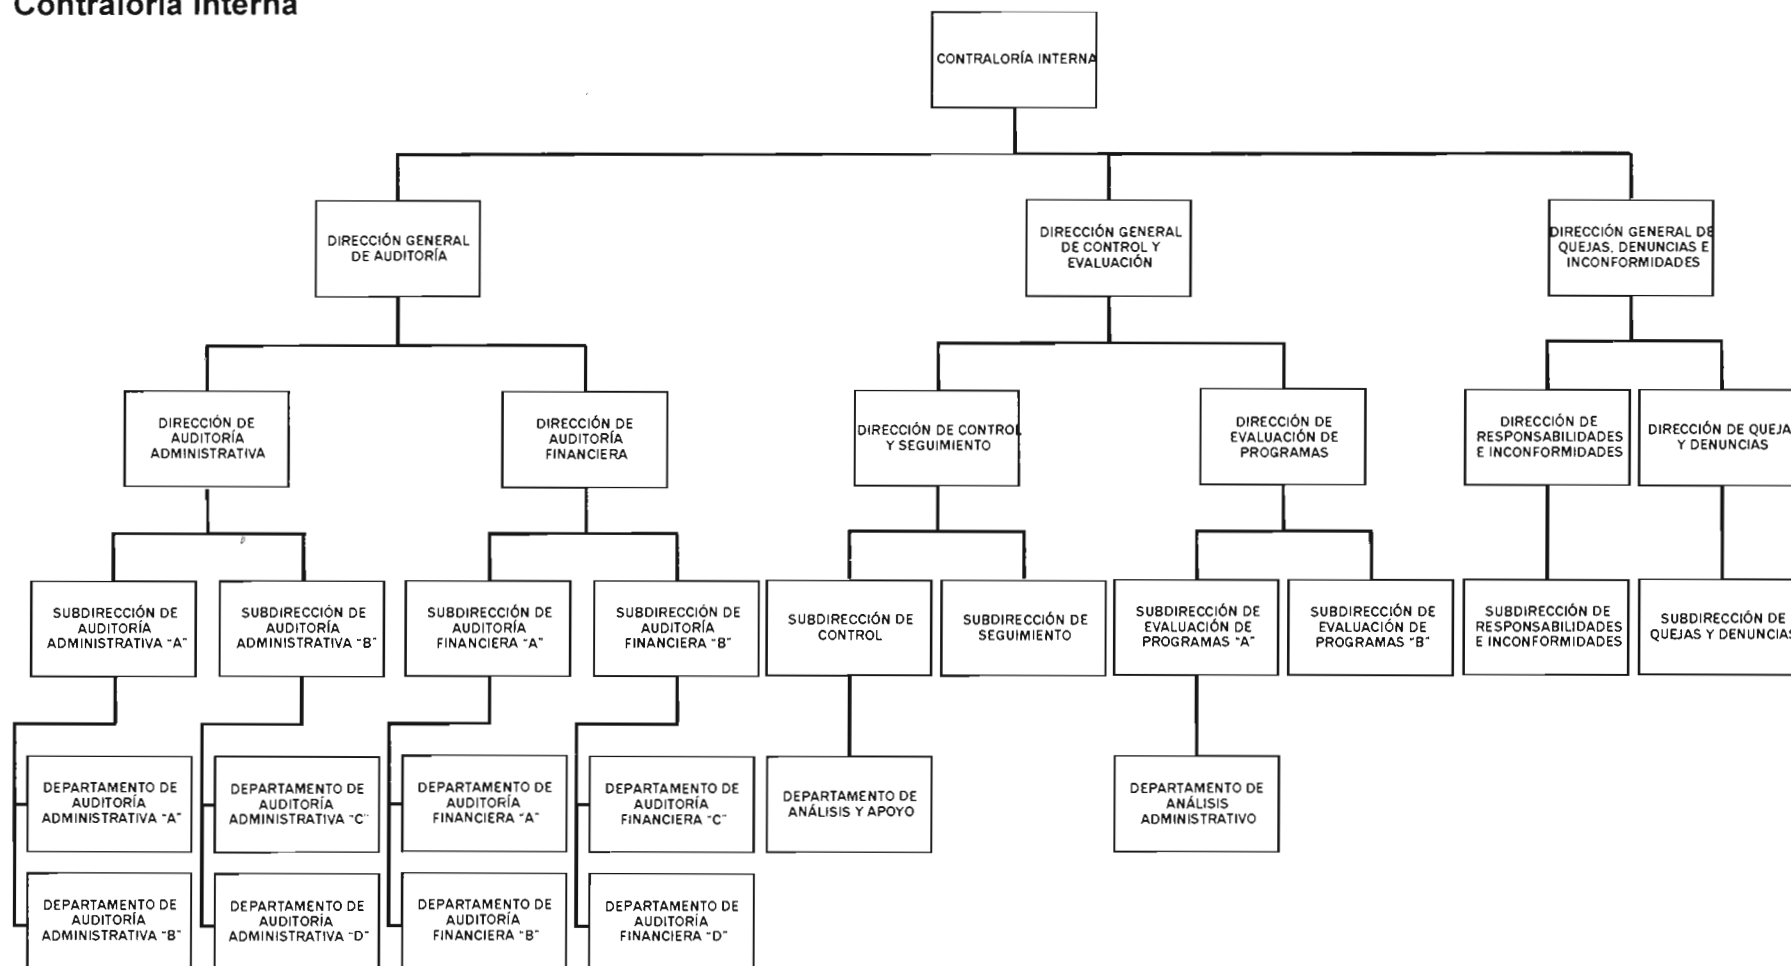 Contraloría Interna
CONTRALORÍA INTERNA
DIRECCIÓN GENERAL
DE AUDITORÍA
DIRECCIÓN GENERAL
DE CONTROL Y
EVALUACIÓN
DIRECCIÓN GENERAL DE
QUEJAS, DENUNCIAS E
INCONFORMIDADES
DIRECCIÓN DE
AUDITORÍA
ADMINISTRATIVA
DIRECCIÓN DE
AUDITORÍA
FINANCIERA
DIRECCIÓN DE CONTROL
Y SEGUIMIENTO
DIRECCIÓN DE
EVALUACIÓN DE
PROGRAMAS
DIRECCIÓN DE
RESPONSABILIDADES
E INCONFORMIDADES
DIRECCIÓN DE QUEJA
Y DENUNCIAS
SUBDIRECCIÓN DE
AUDITORÍA
ADMINISTRATIVA "A"
SUBDIRECCIÓN DE
AUDITORÍA
ADMINISTRATIVA "B"
SUBDIRECCIÓN DE
AUDITORÍA
FINANCIERA "A"
SUBDIRECCIÓN DE
AUDITORÍA
FINANCIERA "B"
SUBDIRECCIÓN DE
CONTROL
SUBDIRECCIÓN DE
SEGUIMIENTO
SUBDIRECCIÓN DE
EVALUACIÓN DE
PROGRAMAS "A"
SUBDIRECCIÓN DE
EVALUACIÓN DE
PROGRAMAS "B"
SUBDIRECCIÓN DE
RESPONSABILIDADES
E INCONFORMIDADES
SUBDIRECCIÓN DE
QUEJAS Y DENUNCIAS
DEPARTAMENTO DE
AUDITORÍA
ADMINISTRATIVA "A"
DEPARTAMENTO DE
AUDITORÍA
ADMINISTRATIVA "C"
DEPARTAMENTO DE
AUDITORÍA
FINANCIERA "A"
DEPARTAMENTO DE
AUDITORÍA
FINANCIERA "C"
DEPARTAMENTO DE
ANÁLISIS Y APOYO
DEPARTAMENTO DE
ANÁLISIS
ADMINISTRATIVO
DEPARTAMENTO DE
AUDITORÍA
ADMINISTRATIVA "B"
DEPARTAMENTO DE
AUDITORÍA
ADMINISTRATIVA "D"
DEPARTAMENTO DE
AUDITORÍA
FINANCIERA "B"
DEPARTAMENTO DE
AUDITORÍA
FINANCIERA "D"